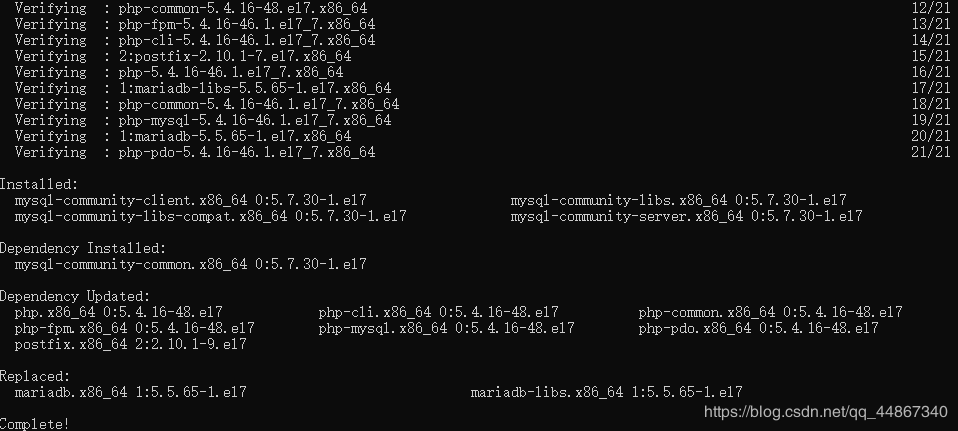 Verifying : php-common-5.4.16-48.el7.x86_64 12/21
Verifying : php-fpm-5.4.16-46.1.el7_7.x86_64 13/21
Verifying : php-cli-5.4.16-46.1.el7_7.x86_64 14/21
Verifying : 2:postfix-2.10.1-7.el7.x86_64 15/21
Verifying : php-5.4.16-46.1.el7_7.x86_64 16/21
Verifying : 1:mariadb-libs-5.5.65-1.el7.x86_64 17/21
Verifying : php-common-5.4.16-46.1.el7_7.x86_64 18/21
Verifying : php-mysql-5.4.16-46.1.el7_7.x86_64 19/21
Verifying : 1:mariadb-5.5.65-1.el7.x86_64 20/21
Verifying : php-pdo-5.4.16-46.1.el7_7.x86_64 21/21
Installed:
mysql-community-client.x86_64 0:5.7.30-1.el7 mysql-community-libs.x86_64 0:5.7.30-1.el7
mysql-community-libs-compat.x86_64 0:5.7.30-1.el7 mysql-community-server.x86_64 0:5.7.30-1.el7
Dependency Installed:
mysql-community-common.x86_64 0:5.7.30-1.el7
Dependency Updated:
php.x86_64 0:5.4.16-48.el7 php-cli.x86_64 0:5.4.16-48.el7 php-common.x86_64 0:5.4.16-48.el7
php-fpm.x86_64 0:5.4.16-48.el7 php-mysql.x86_64 0:5.4.16-48.el7 php-pdo.x86_64 0:5.4.16-48.el7
postfix.x86_64 2:2.10.1-9.el7
Replaced:
mariadb.x86_64 1:5.5.65-1.el7 mariadb-libs.x86_64 1:5.5.65-1.el7
https://blog.csdn.net/qq_44867340
Complete!